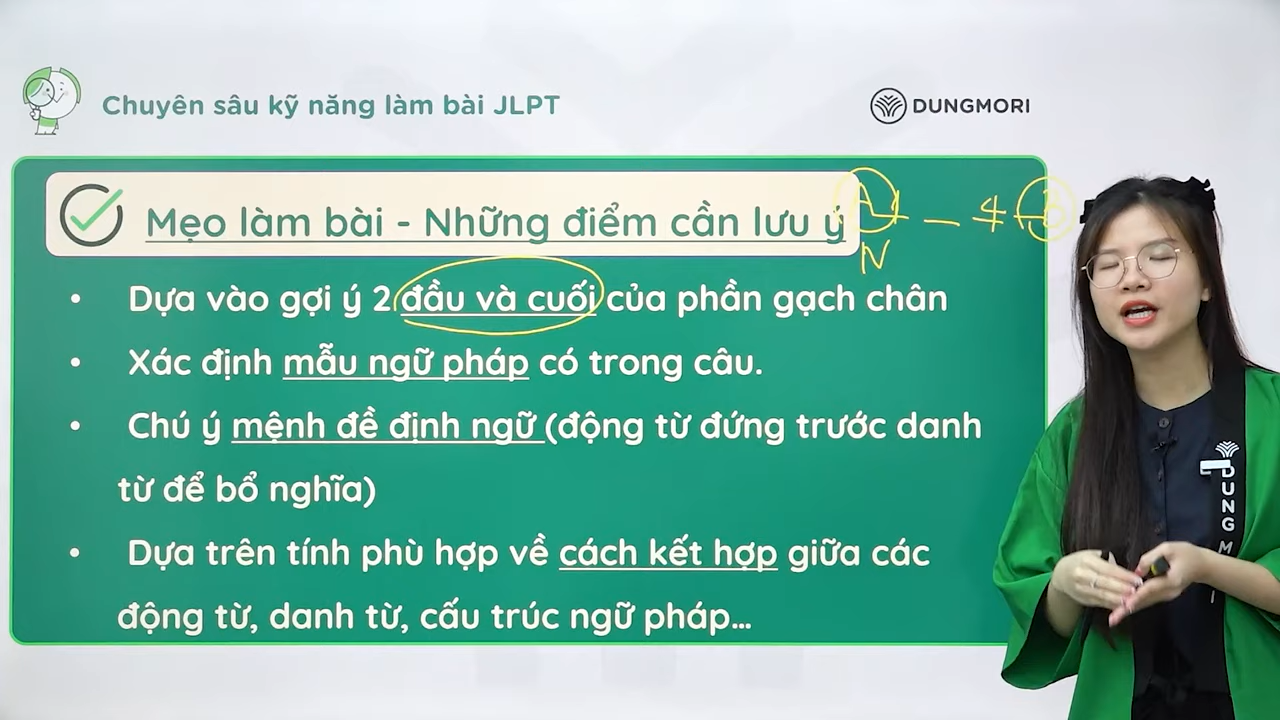 Chuyên sâu kỹ năng làm bài JLPT
DUNGMORI
Mẹo làm bài - Những điểm cần lưu ý
N
• Dựa vào gợi ý 2 đầu và cuối của phần gạch chân
• Xác định mẫu ngữ pháp có trong câu.
• Chú ý mệnh đề định ngữ (động từ đứng trước danh
từ để bổ nghĩa)
• Dựa trên tính phù hợp về cách kết hợp giữa các
động từ, danh từ, cấu trúc ngữ pháp...